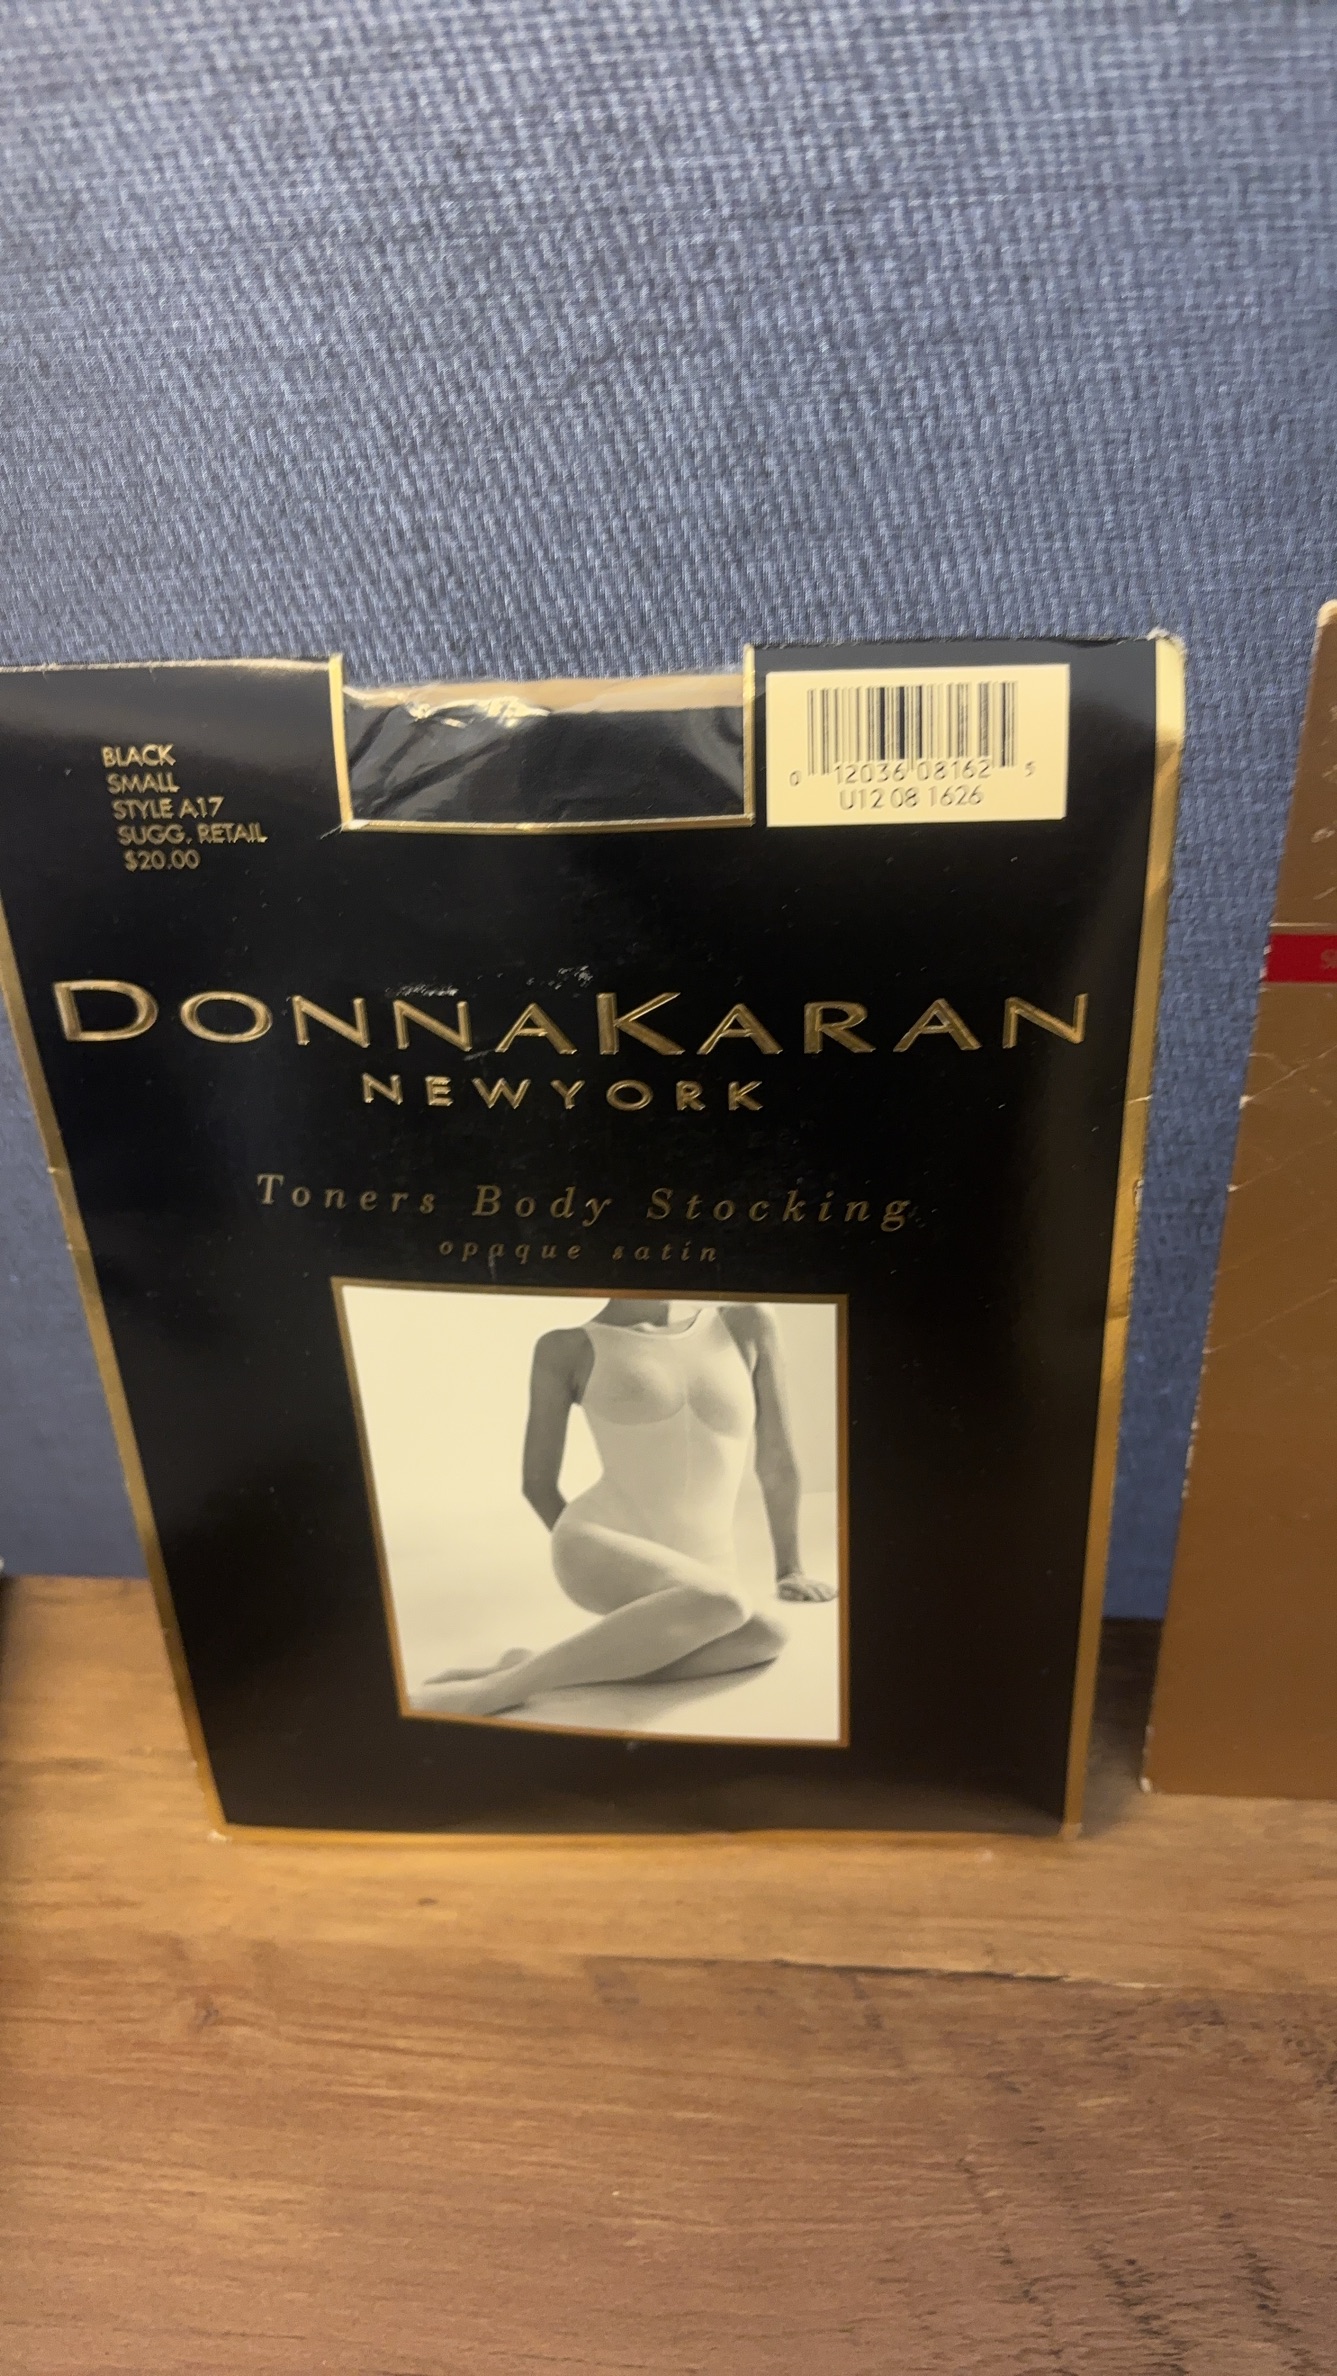 BLACK
SMALL
STYLE A17
SUGG. RETAIL
$20.00
0 12036 08162 5
U12 08 1626
DONNAKARAN
NEWYORK
Toners Body Stocking
opaque satin